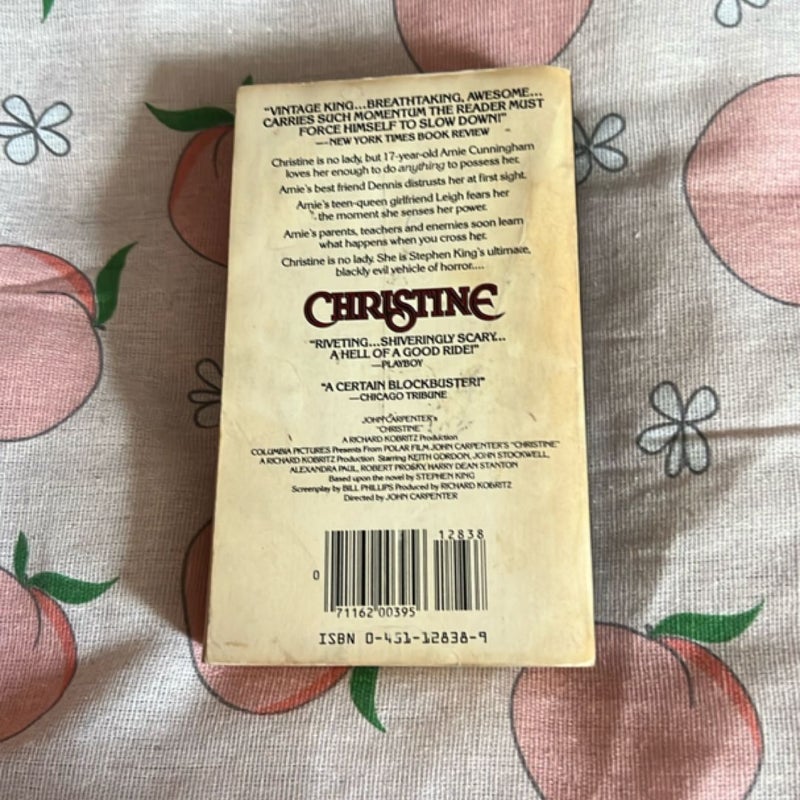 "VINTAGE KING...BREATHTAKING, AWESOME...
CARRIES SUCH MOMENTUM THE READER MUST
FORCE HIMSELF TO SLOW DOWN!"
—NEW YORK TIMES BOOK REVIEW
Christine is no lady, but 17-year-old Arnie Cunningham
loves her enough to do anything to possess her.
Arnie's best friend Dennis distrusts her at first sight.
Arnie's teen-queen girlfriend Leigh fears her
the moment she senses her power.
Arnie's parents, teachers and enemies soon learn
what happens when you cross her.
Christine is no lady. She is Stephen King's ultimate,
blackly evil vehicle of horror....
CHRISTINE
"RIVETING...SHIVERINGLY SCARY...
A HELL OF A GOOD RIDE!"
—PLAYBOY
"A CERTAIN BLOCKBUSTER!"
—CHICAGO TRIBUNE
JOHN CARPENTER's
"CHRISTINE"
A RICHARD KOBRITZ Production
COLUMBIA PICTURES Presents From POLAR FILM JOHN CARPENTER'S "CHRISTINE"
A RICHARD KOBRITZ Production Starring KEITH GORDON, JOHN STOCKWELL,
ALEXANDRA PAUL, ROBERT PROSKY, HARRY DEAN STANTON
Based upon the novel by STEPHEN KING
Screenplay by BILL PHILLIPS Produced by RICHARD KOBRITZ
Directed by JOHN CARPENTER
12838
0
71162 00395
ISBN 0-451-12838-9